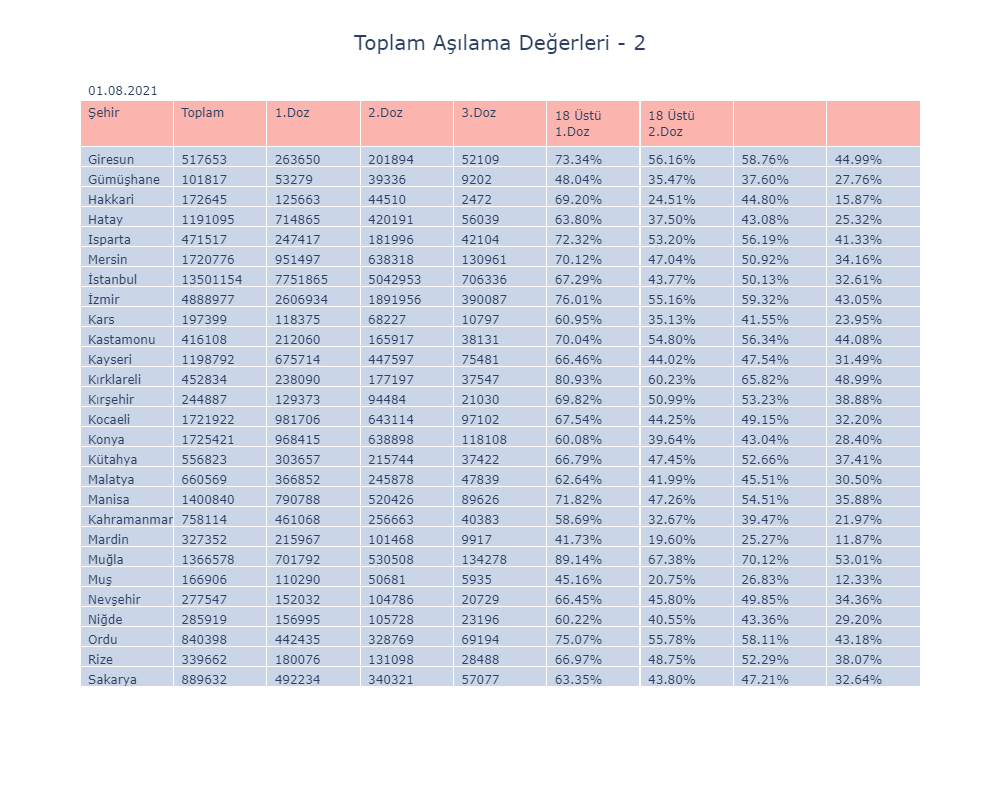 Toplam Aşılama Değerleri - 2
01.08.2021
Şehir Toplam 1.Doz 2.Doz 3.Doz 18 Üstü 1.Doz 18 Üstü 2.Doz
Giresun 517653 263650 201894 52109 73.34% 56.16% 58.76% 44.99%
Gümüşhane 101817 53279 39336 9202 48.04% 35.47% 37.60% 27.76%
Hakkari 172645 125663 44510 2472 69.20% 24.51% 44.80% 15.87%
Hatay 1191095 714865 420191 56039 63.80% 37.50% 43.08% 25.32%
Isparta 471517 247417 181996 42104 72.32% 53.20% 56.19% 41.33%
Mersin 1720776 951497 638318 130961 70.12% 47.04% 50.92% 34.16%
İstanbul 13501154 7751865 5042953 706336 67.29% 43.77% 50.13% 32.61%
İzmir 4888977 2606934 1891956 390087 76.01% 55.16% 59.32% 43.05%
Kars 197399 118375 68227 10797 60.95% 35.13% 41.55% 23.95%
Kastamonu 416108 212060 165917 38131 70.04% 54.80% 56.34% 44.08%
Kayseri 1198792 675714 447597 75481 66.46% 44.02% 47.54% 31.49%
Kırklareli 452834 238090 177197 37547 80.93% 60.23% 65.82% 48.99%
Kırşehir 244887 129373 94484 21030 69.82% 50.99% 53.23% 38.88%
Kocaeli 1721922 981706 643114 97102 67.54% 44.25% 49.15% 32.20%
Konya 1725421 968415 638898 118108 60.08% 39.64% 43.04% 28.40%
Kütahya 556823 303657 215744 37422 66.79% 47.45% 52.66% 37.41%
Malatya 660569 366852 245878 47839 62.64% 41.99% 45.51% 30.50%
Manisa 1400840 790788 520426 89626 71.82% 47.26% 54.51% 35.88%
Kahramanmar 758114 461068 256663 40383 58.69% 32.67% 39.47% 21.97%
Mardin 327352 215967 101468 9917 41.73% 19.60% 25.27% 11.87%
Muğla 1366578 701792 530508 134278 89.14% 67.38% 70.12% 53.01%
Muş 166906 110290 50681 5935 45.16% 20.75% 26.83% 12.33%
Nevşehir 277547 152032 104786 20729 66.45% 45.80% 49.85% 34.36%
Niğde 285919 156995 105728 23196 60.22% 40.55% 43.36% 29.20%
Ordu 840398 442435 328769 69194 75.07% 55.78% 58.11% 43.18%
Rize 339662 180076 131098 28488 66.97% 48.75% 52.29% 38.07%
Sakarya 889632 492234 340321 57077 63.35% 43.80% 47.21% 32.64%